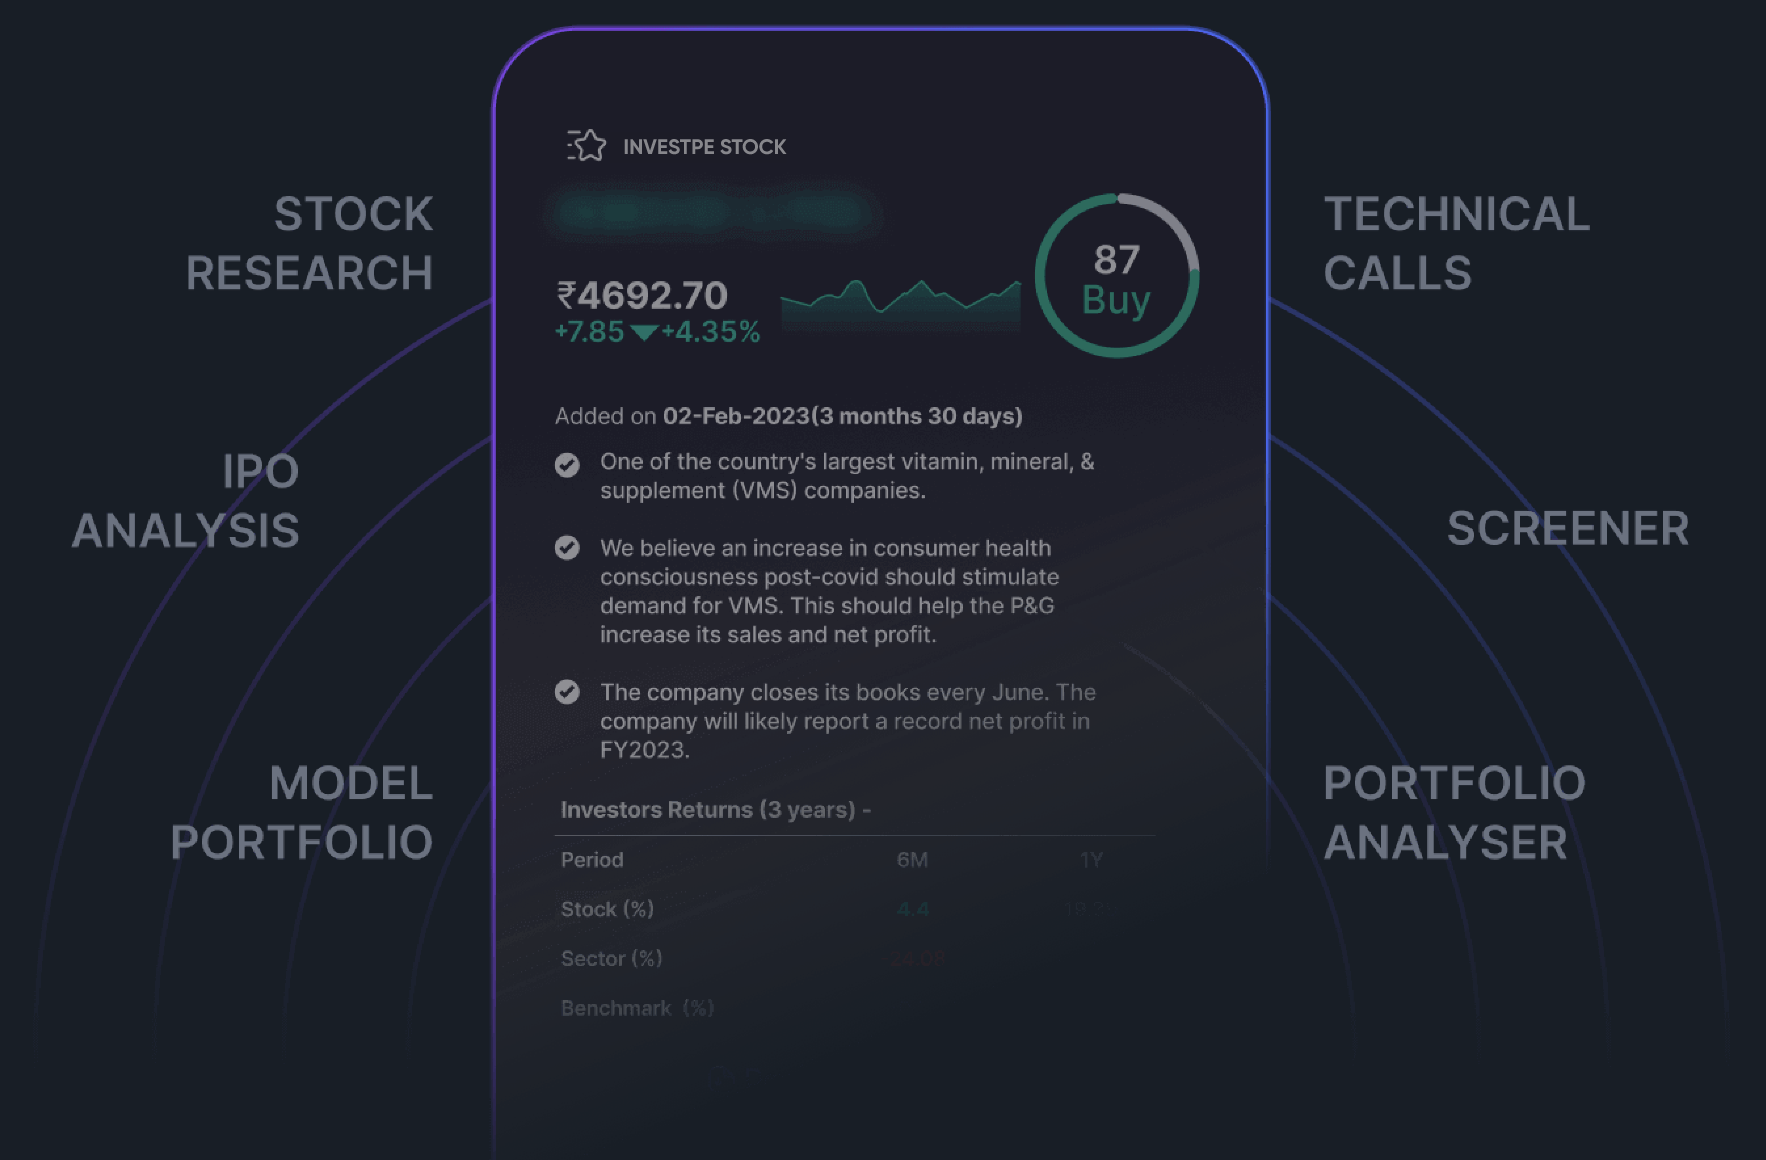 INVESTPE STOCK
₹4692.70
+7.85 ▼ +4.35%
87
Buy
Added on 02-Feb-2023(3 months 30 days)
One of the country's largest vitamin, mineral, &
supplement (VMS) companies.
We believe an increase in consumer health
consciousness post-covid should stimulate
demand for VMS. This should help the P&G
increase its sales and net profit.
The company closes its books every June. The
company will likely report a record net profit in
FY2023.
Investors Returns (3 years) -
Period 6M 1Y
Stock (%) 4.4
Sector (%) -24.08
Benchmark (%)
STOCK
RESEARCH
IPO
ANALYSIS
MODEL
PORTFOLIO
TECHNICAL
CALLS
SCREENER
PORTFOLIO
ANALYSER